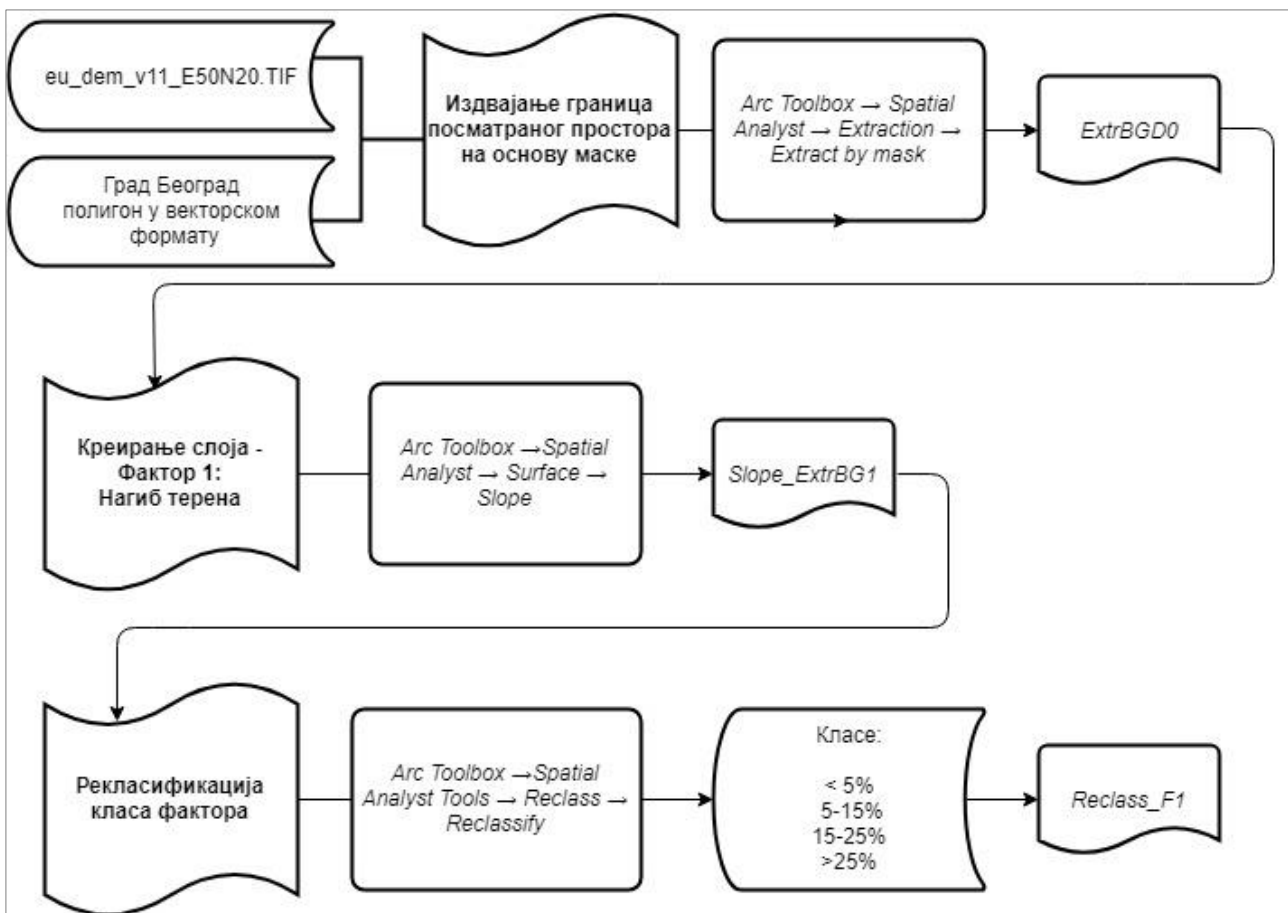 eu_dem_v11_E50N20.TIF
Град Београд
полигон у векторском
формату
Издвајање граница
посматраног простора
на основу маске
Arc Toolbox → Spatial
Analyst → Extraction →
Extract by mask
ExtrBGD0
Креирање слоја -
Фактор 1:
Нагиб терена
Arc Toolbox →Spatial
Analyst → Surface →
Slope
Slope_ExtrBG1
Рекласификација
класа фактора
Arc Toolbox →Spatial
Analyst Tools → Reclass →
Reclassify
Класе:
< 5%
5-15%
15-25%
>25%
Reclass_F1